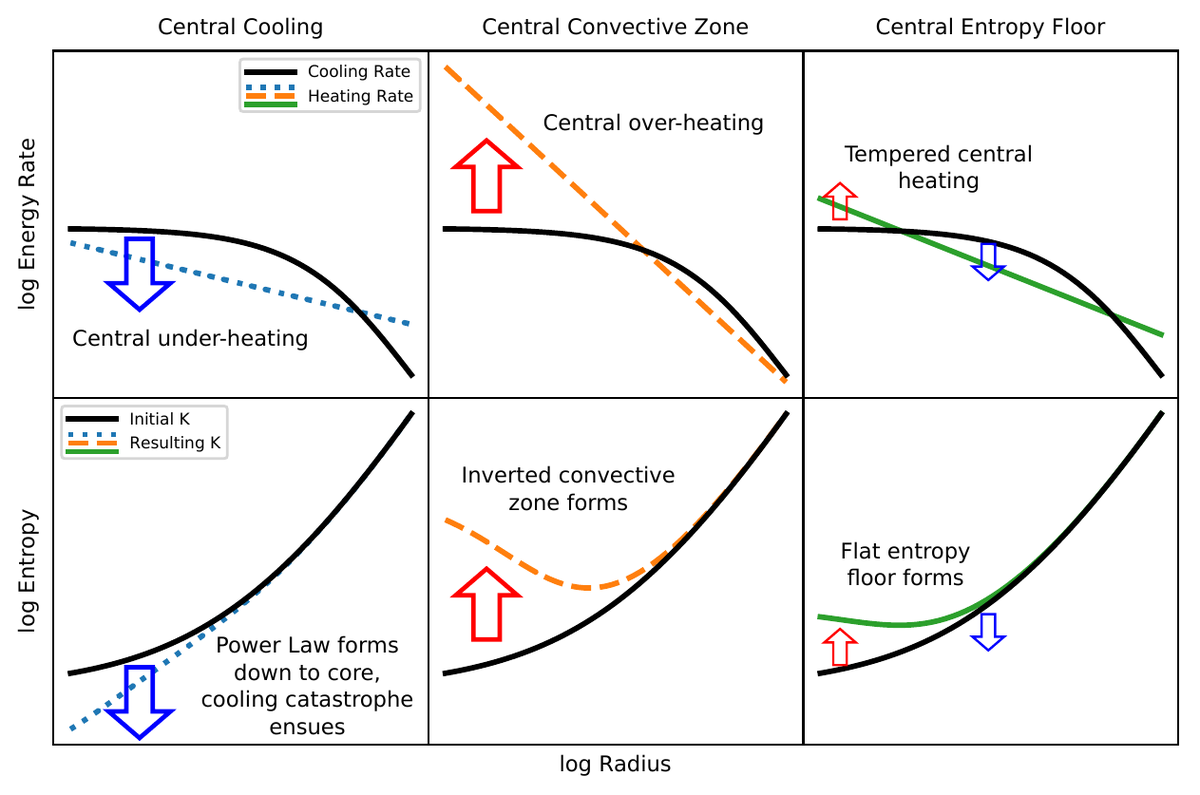 Central Cooling
Central Convective Zone
Central Entropy Floor
log Energy Rate
Cooling Rate
Heating Rate
Central under-heating
Central over-heating
Tempered central
heating
log Entropy
Initial K
Resulting K
Power Law forms
down to core,
cooling catastrophe
ensues
Inverted convective
zone forms
Flat entropy
floor forms
log Radius